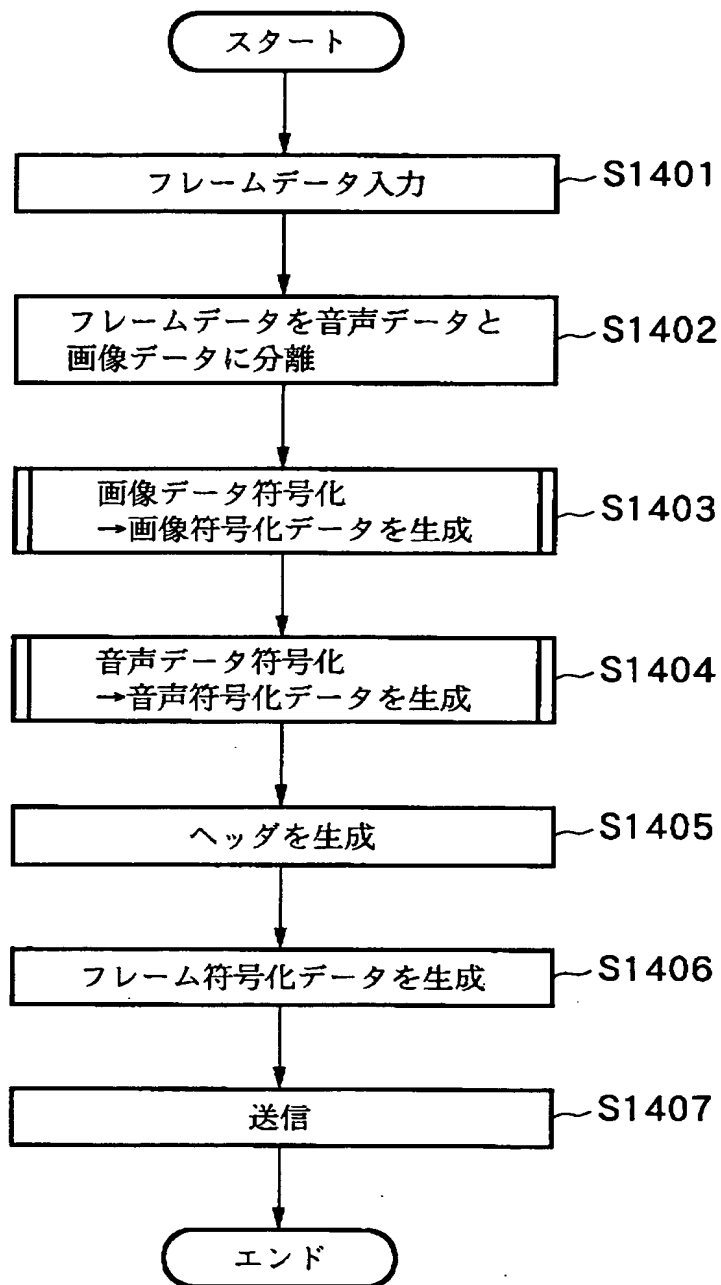 スタート
フレームデータ入力
S1401
フレームデータを音声データと
画像データに分離
S1402
画像データ符号化
→画像符号化データを生成
S1403
音声データ符号化
→音声符号化データを生成
S1404
ヘッダを生成
S1405
フレーム符号化データを生成
S1406
送信
S1407
エンド